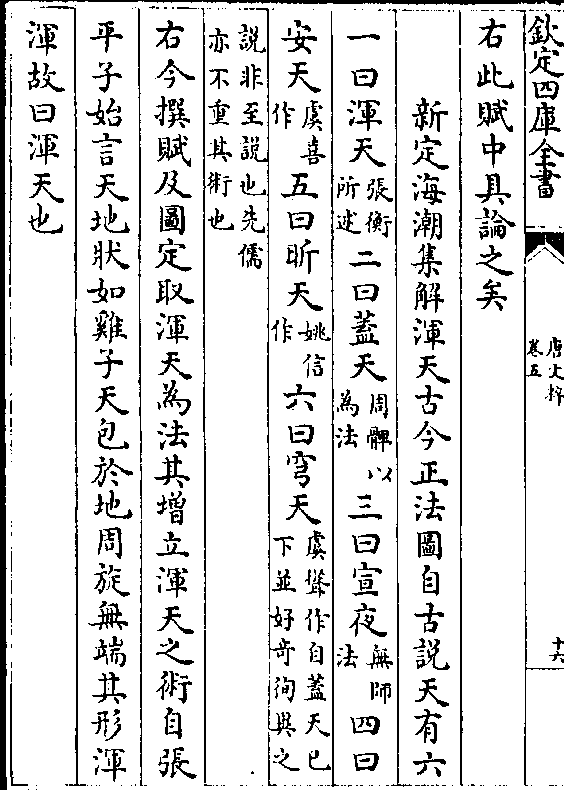 欽定四庫全書
唐文粹
卷五
十六
右此賦中具論之矣
新定海潮集解渾天古今正法圖自古說天有六
一曰渾天張衡所述二曰蓋天周髀以為法三曰宣夜無師法四曰
安天虞喜作五曰昕天姚信作六曰穹天虞聳作自蓋天已下並好奇徇異之
說非至說也先儒亦不重其術也
右今撰賦及圖定取渾天為法其增立渾天之術自張
平子始言天地狀如雞子天包於地周旋無端其形渾
渾故曰渾天也